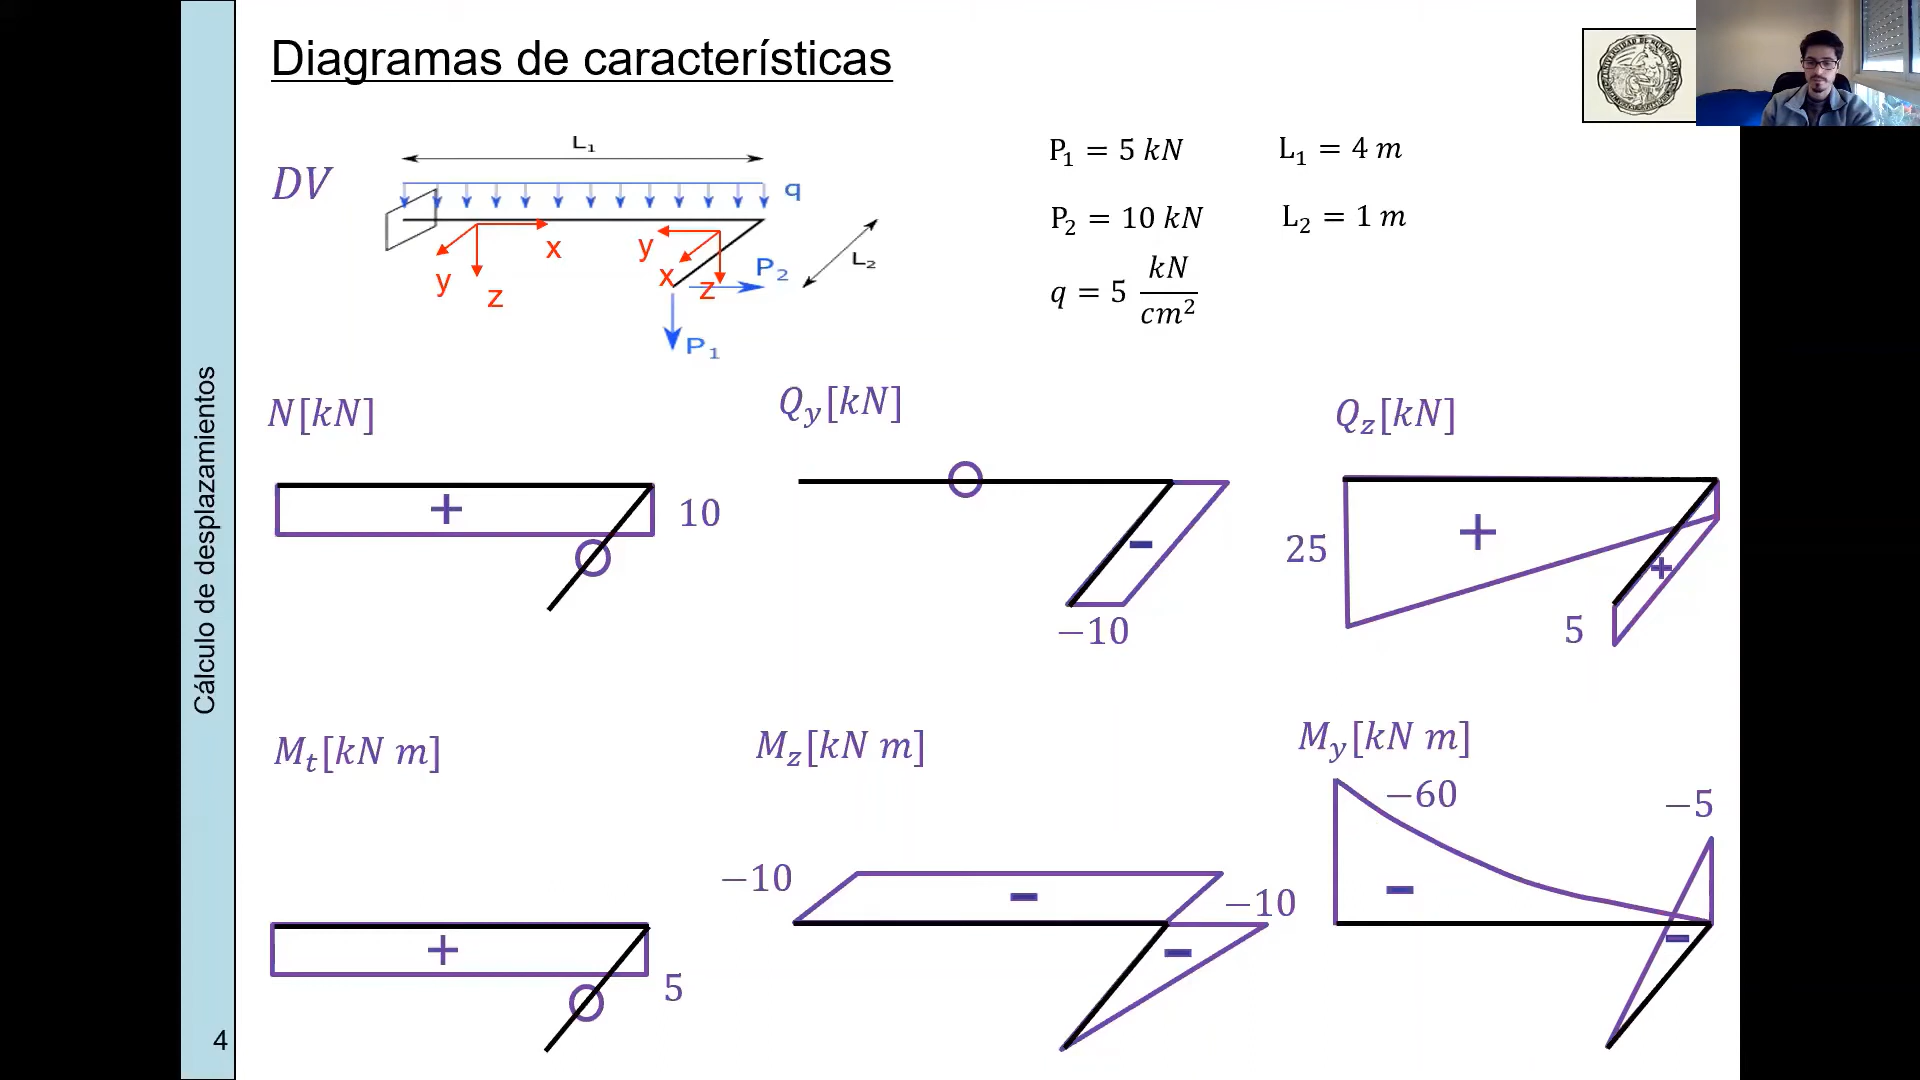 Diagramas de características
DV
L₁
q
x
y
z
y
x
z
P₂
L₂
P₁
P₁ = 5 kN
L₁ = 4 m
P₂ = 10 kN
L₂ = 1 m
q = 5 kN/cm²
Cálculo de desplazamientos
N[kN]
+
10
Q_y[kN]
-
−10
Q_z[kN]
25
+
+
5
M_t[kN m]
+
5
M_z[kN m]
−10
-
−10
-
M_y[kN m]
−60
-
−5
-
4